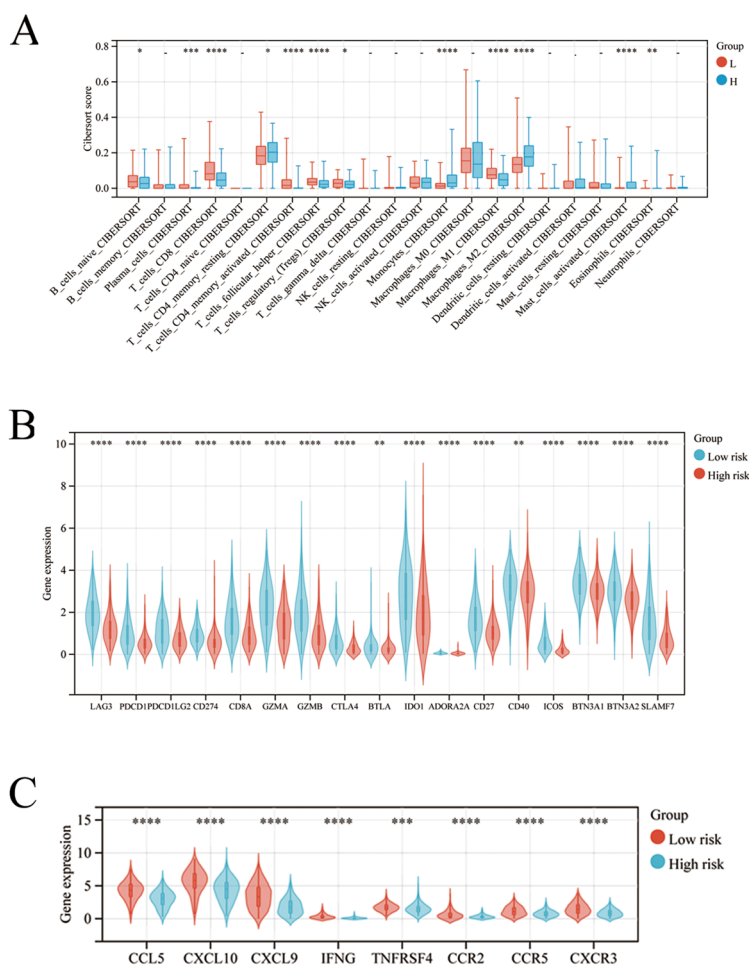 A
* - *** **** - * **** **** * - - - **** - **** **** - - - **** ** -
Group
L
H
0.8
0.6
0.4
0.2
0.0
Cibersort score
B_cells_naive_CIBERSORT
B_cells_memory_CIBERSORT
Plasma_cells_CIBERSORT
T_cells_CD8_CIBERSORT
T_cells_CD4_naive_CIBERSORT
T_cells_CD4_memory_resting_CIBERSORT
T_cells_CD4_memory_activated_CIBERSORT
T_cells_follicular_helper_CIBERSORT
T_cells_regulatory_(Tregs)_CIBERSORT
T_cells_gamma_delta_CIBERSORT
NK_cells_resting_CIBERSORT
NK_cells_activated_CIBERSORT
Monocytes_CIBERSORT
Macrophages_M0_CIBERSORT
Macrophages_M1_CIBERSORT
Macrophages_M2_CIBERSORT
Dendritic_cells_resting_CIBERSORT
Dendritic_cells_activated_CIBERSORT
Mast_cells_resting_CIBERSORT
Mast_cells_activated_CIBERSORT
Eosinophils_CIBERSORT
Neutrophils_CIBERSORT
B
**** **** **** **** **** **** **** **** ** **** **** **** ** **** **** **** ****
Group
Low risk
High risk
10
8
6
4
2
0
Gene expression
LAG3 PDCD1 PDCD1LG2 CD274 CD8A GZMA GZMB CTLA4 BTLA IDO1 ADORA2A CD27 CD40 ICOS BTN3A1 BTN3A2 SLAMF7
C
**** **** **** **** *** **** **** ****
Group
Low risk
High risk
15
10
5
0
Gene expression
CCL5 CXCL10 CXCL9 IFNG TNFRSF4 CCR2 CCR5 CXCR3